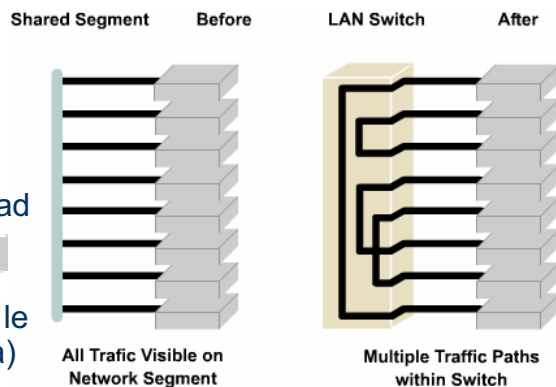 Shared Segment Before LAN Switch After
ad
le
a)
All Trafic Visible on
Network Segment
Multiple Traffic Paths
within Switch